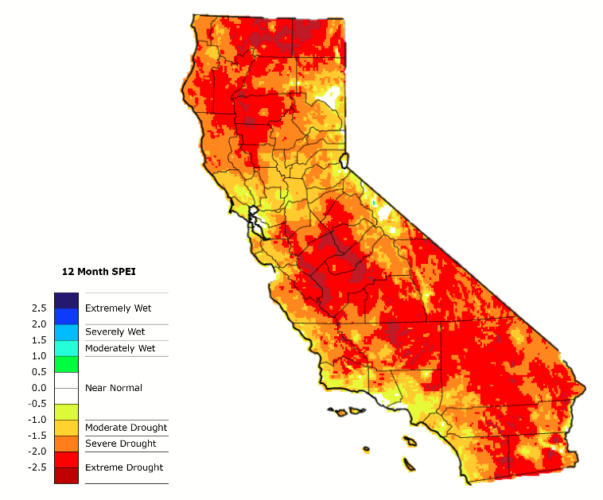 12 Month SPEI
2.5
Extremely Wet
2.0
Severely Wet
1.5
Moderately Wet
1.0
0.5
0.0
Near Normal
-0.5
-1.0
Moderate Drought
-1.5
Severe Drought
-2.0
Extreme Drought
-2.5